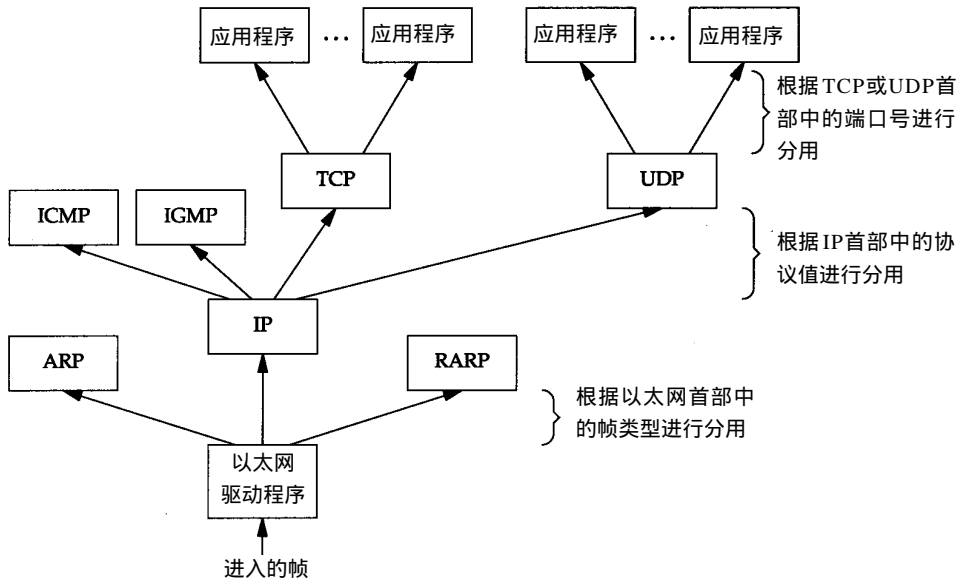 应用程序 … 应用程序 应用程序 … 应用程序
根据TCP或UDP首
部中的端口号进行
分用
TCP UDP
ICMP IGMP
根据IP首部中的协
议值进行分用
IP
ARP RARP
根据以太网首部中
的帧类型进行分用
以太网
驱动程序
进入的帧